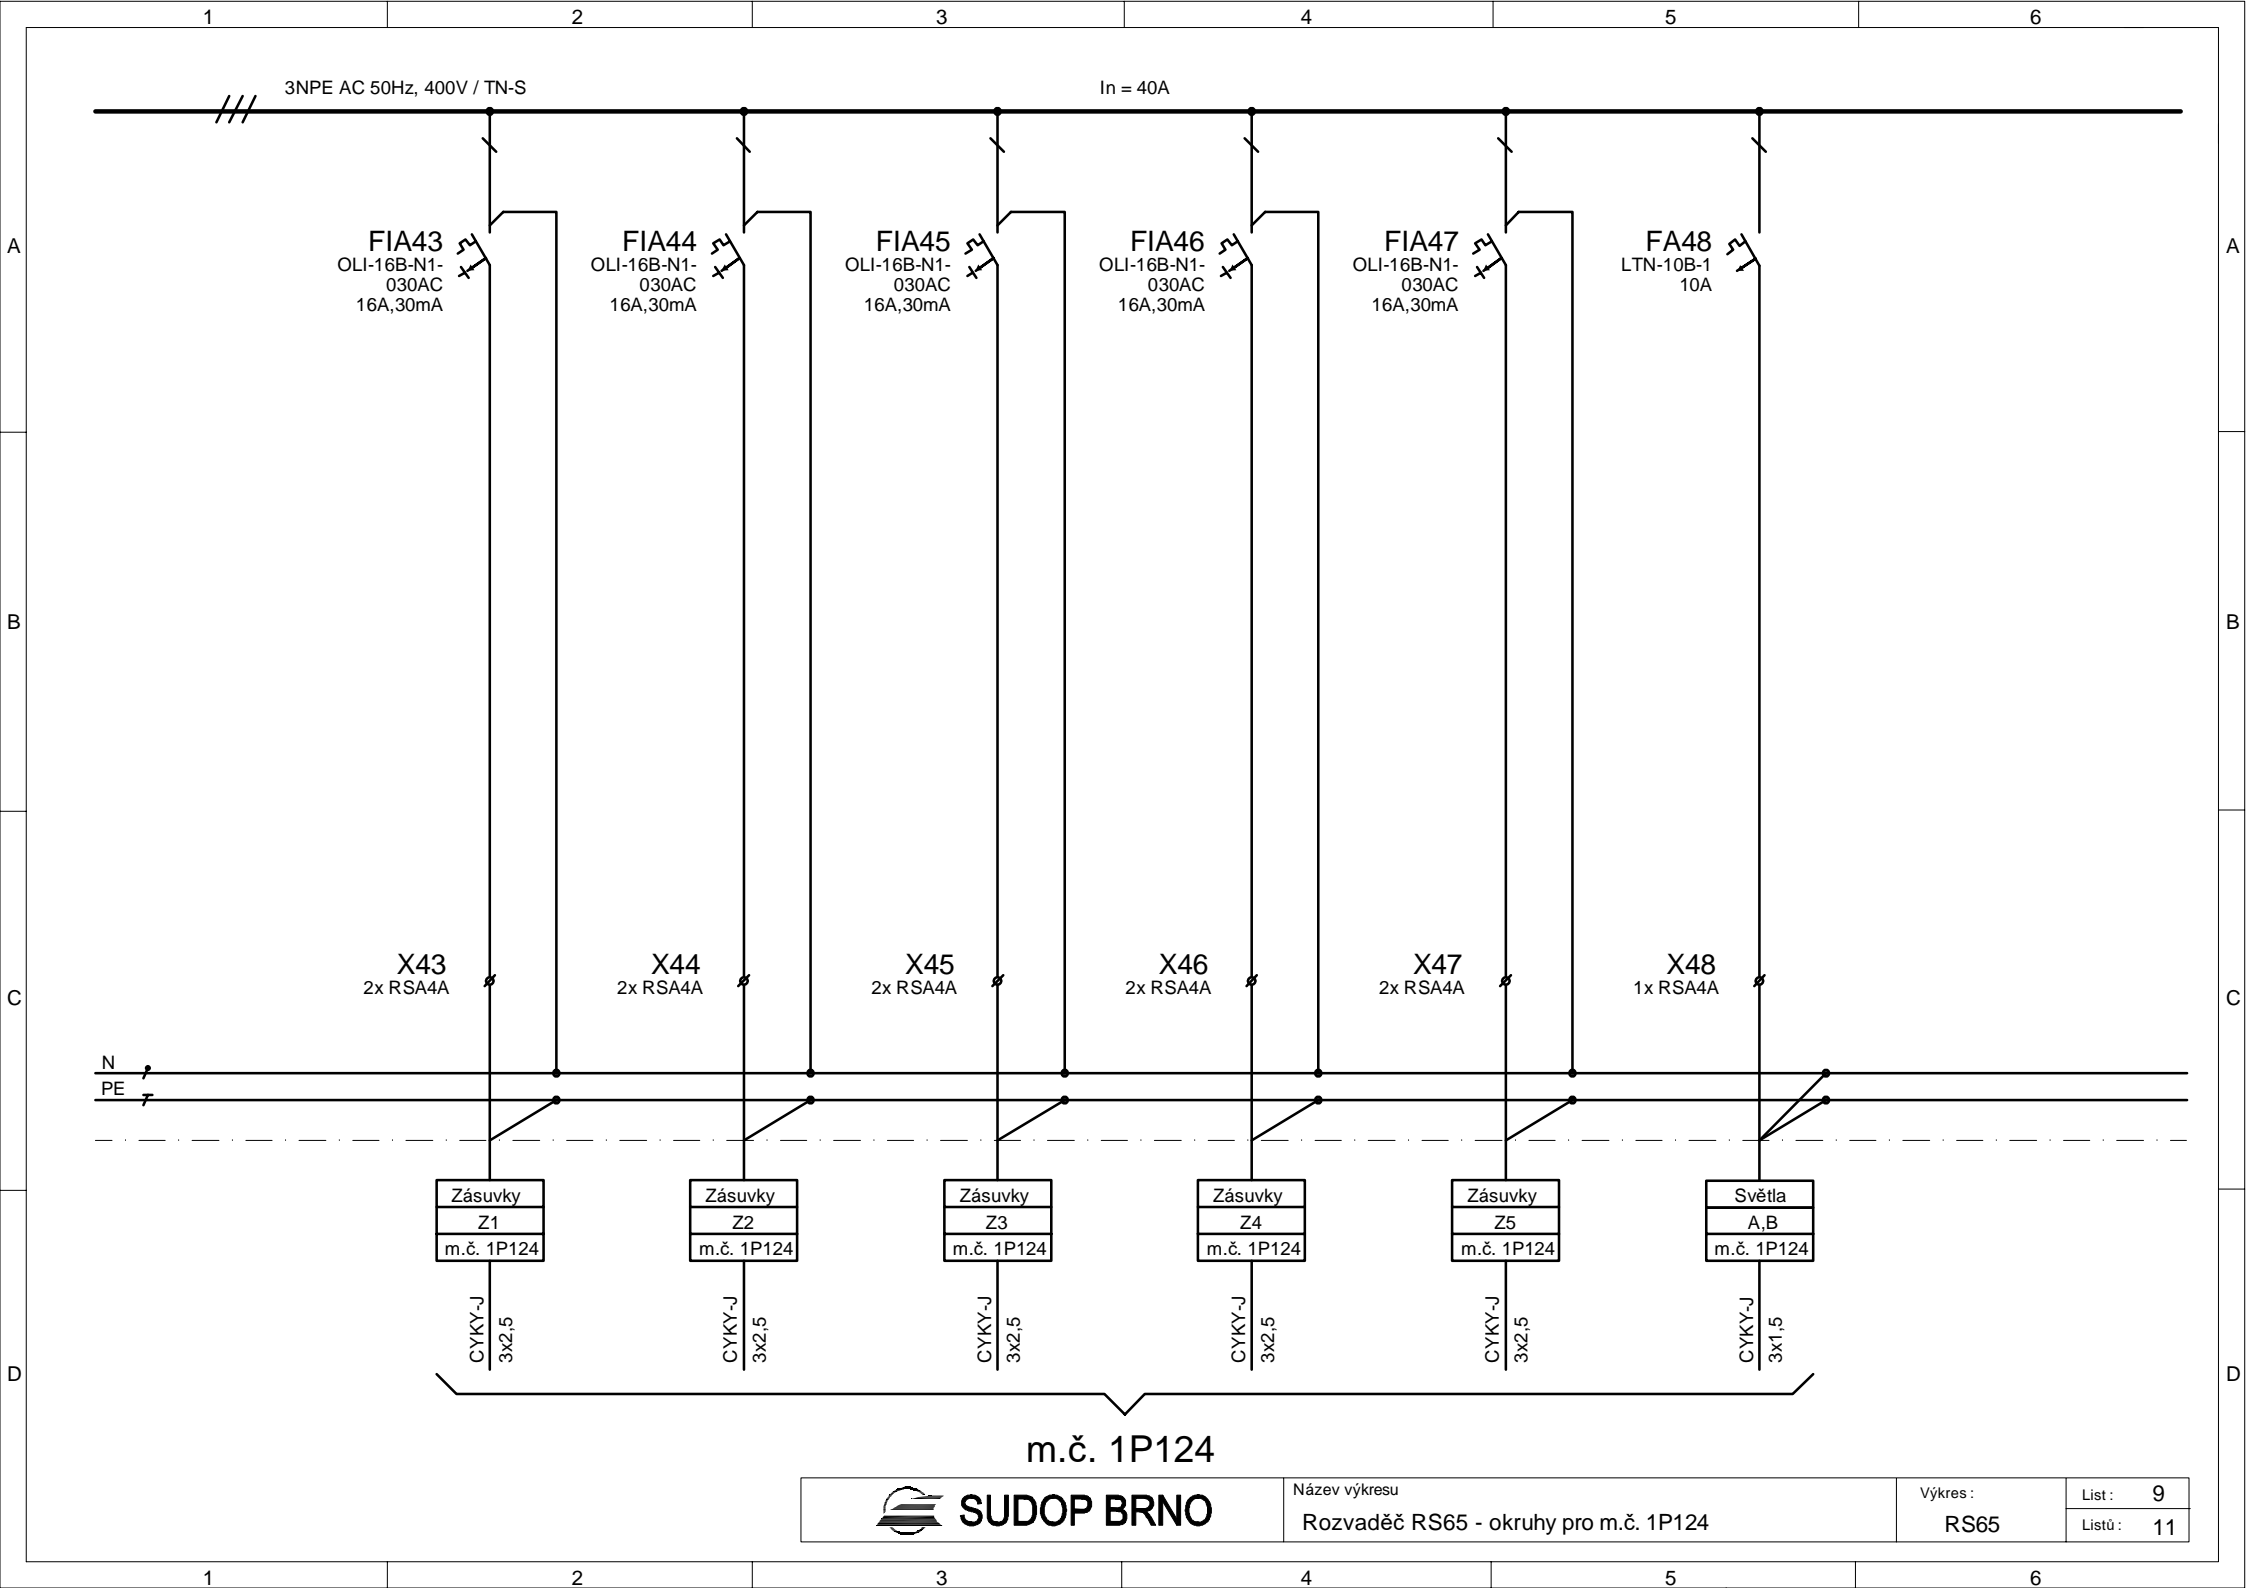 1 2 3 4 5 6
3NPE AC 50Hz, 400V / TN-S In = 40A
A A
FIA43 FIA44 FIA45 FIA46 FIA47 FA48
OLI-16B-N1- OLI-16B-N1- OLI-16B-N1- OLI-16B-N1- OLI-16B-N1- LTN-10B-1
030AC 030AC 030AC 030AC 030AC 10A
16A,30mA 16A,30mA 16A,30mA 16A,30mA 16A,30mA
B B
X43 X44 X45 X46 X47 X48
2x RSA4A 2x RSA4A 2x RSA4A 2x RSA4A 2x RSA4A 1x RSA4A
C C
N
PE
Zásuvky Zásuvky Zásuvky Zásuvky Zásuvky Světla
Z1 Z2 Z3 Z4 Z5 A,B
m.č. 1P124 m.č. 1P124 m.č. 1P124 m.č. 1P124 m.č. 1P124 m.č. 1P124
CYKY-J CYKY-J CYKY-J CYKY-J CYKY-J CYKY-J
3x2,5 3x2,5 3x2,5 3x2,5 3x2,5 3x1,5
D D
m.č. 1P124
SUDOP BRNO
Název výkresu
Rozvaděč RS65 - okruhy pro m.č. 1P124
Výkres :
RS65
List : 9
Listů : 11
1 2 3 4 5 6